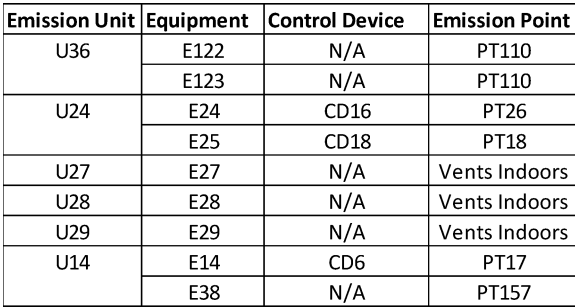 Emission Unit Equipment Control Device Emission Point
U36 E122 N/A PT110
E123 N/A PT110
U24 E24 CD16 PT26
E25 CD18 PT18
U27 E27 N/A Vents Indoors
U28 E28 N/A Vents Indoors
U29 E29 N/A Vents Indoors
U14 E14 CD6 PT17
E38 N/A PT157